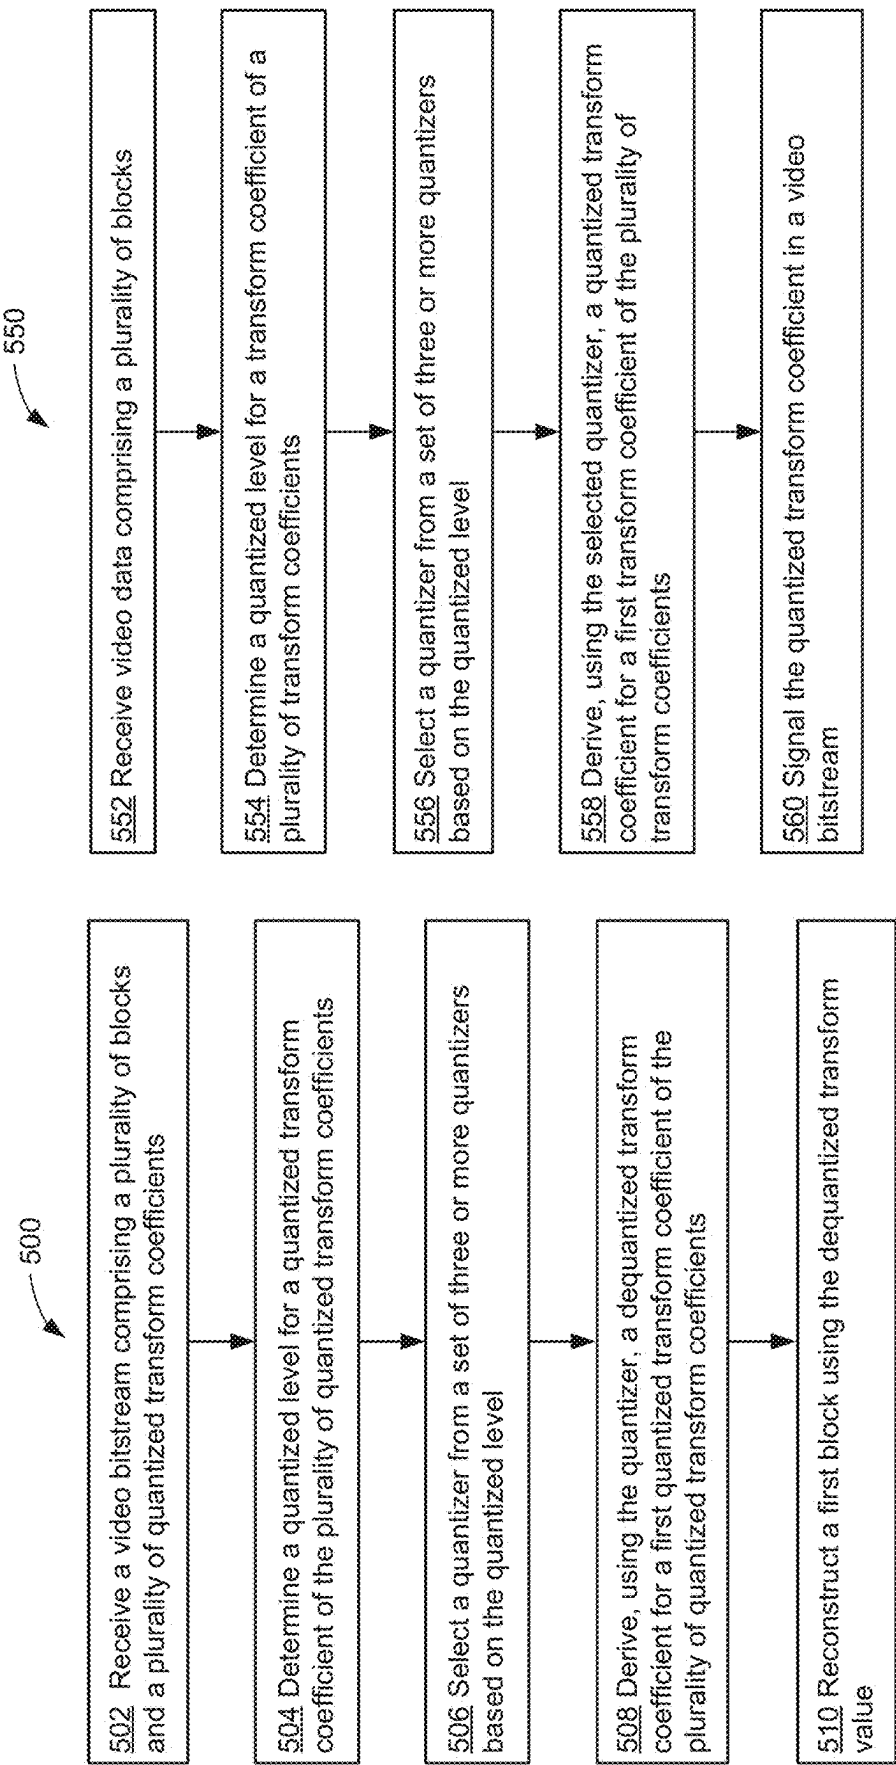 500
502 Receive a video bitstream comprising a plurality of blocks
and a plurality of quantized transform coefficients
504 Determine a quantized level for a quantized transform
coefficient of the plurality of quantized transform coefficients
506 Select a quantizer from a set of three or more quantizers
based on the quantized level
508 Derive, using the quantizer, a dequantized transform
coefficient for a first quantized transform coefficient of the
plurality of quantized transform coefficients
510 Reconstruct a first block using the dequantized transform
value
550
552 Receive video data comprising a plurality of blocks
554 Determine a quantized level for a transform coefficient of a
plurality of transform coefficients
556 Select a quantizer from a set of three or more quantizers
based on the quantized level
558 Derive, using the selected quantizer, a quantized transform
coefficient for a first transform coefficient of the plurality of
transform coefficients
560 Signal the quantized transform coefficient in a video
bitstream